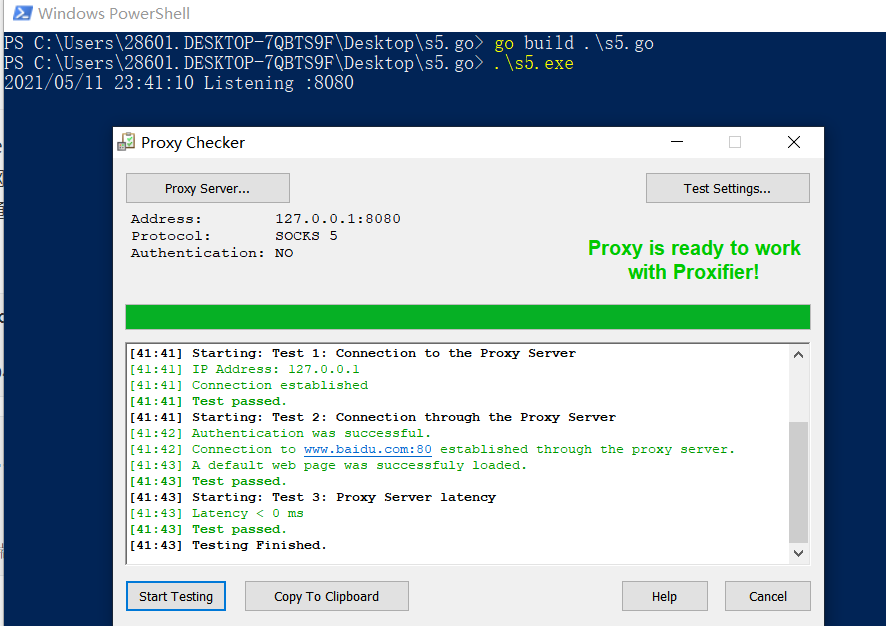 Windows PowerShell
PS C:\Users\28601.DESKTOP-7QBTS9F\Desktop\s5.go> go build .\s5.go
PS C:\Users\28601.DESKTOP-7QBTS9F\Desktop\s5.go> .\s5.exe
2021/05/11 23:41:10 Listening :8080
Proxy Checker
Proxy Server...
Test Settings...
Address: 127.0.0.1:8080
Protocol: SOCKS 5
Authentication: NO
Proxy is ready to work
with Proxifier!
[41:41] Starting: Test 1: Connection to the Proxy Server
[41:41] IP Address: 127.0.0.1
[41:41] Connection established
[41:41] Test passed.
[41:41] Starting: Test 2: Connection through the Proxy Server
[41:42] Authentication was successful.
[41:42] Connection to www.baidu.com:80 established through the proxy server.
[41:43] A default web page was successfuly loaded.
[41:43] Test passed.
[41:43] Starting: Test 3: Proxy Server latency
[41:43] Latency < 0 ms
[41:43] Test passed.
[41:43] Testing Finished.
Start Testing
Copy To Clipboard
Help
Cancel